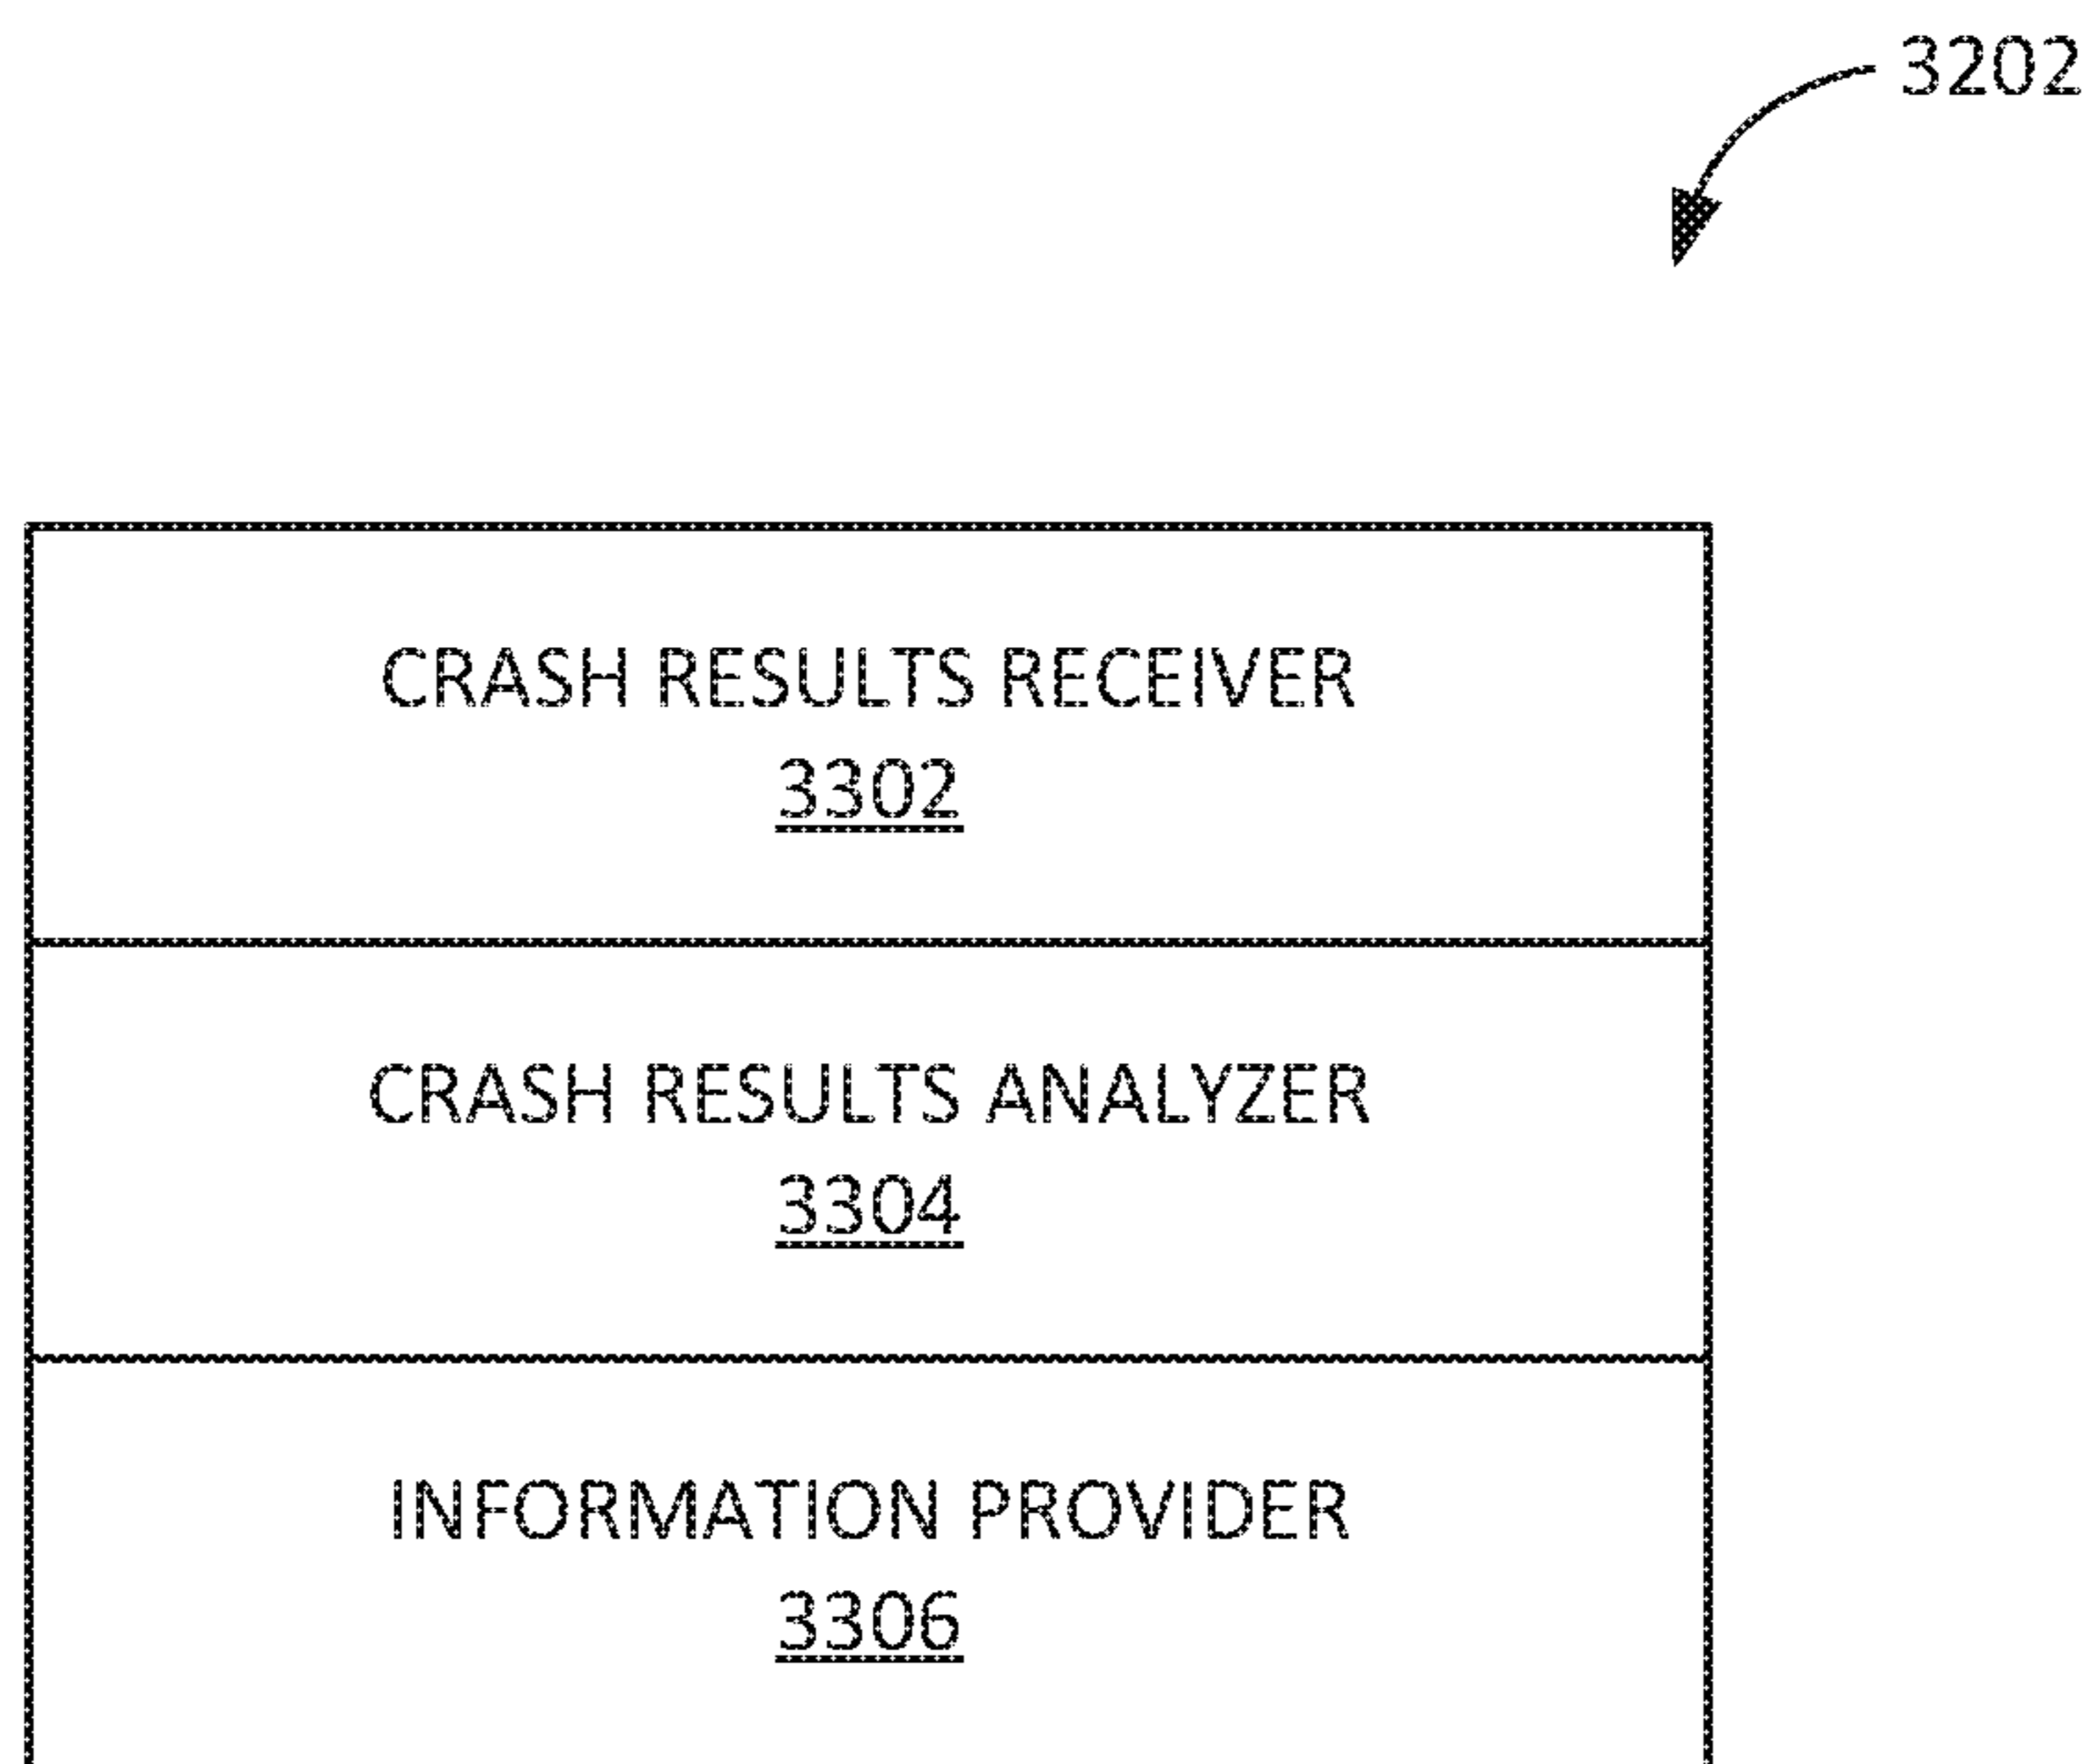 3202
CRASH RESULTS RECEIVER
3302
CRASH RESULTS ANALYZER
3304
INFORMATION PROVIDER
3306